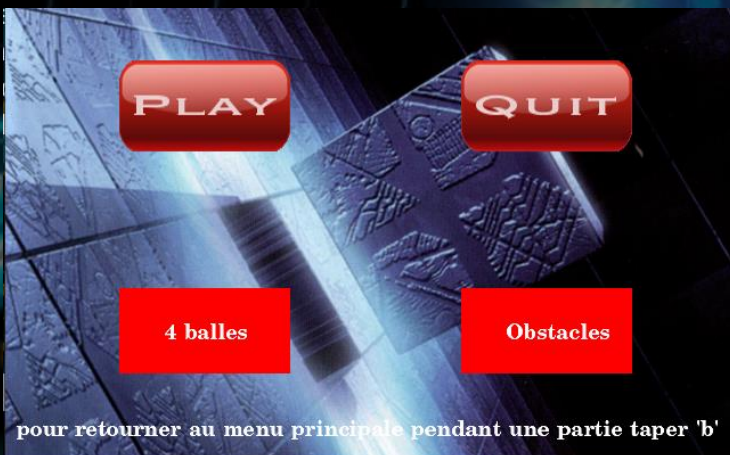 PLAY
QUIT
4 balles
Obstacles
pour retourner au menu principale pendant une partie taper 'b'